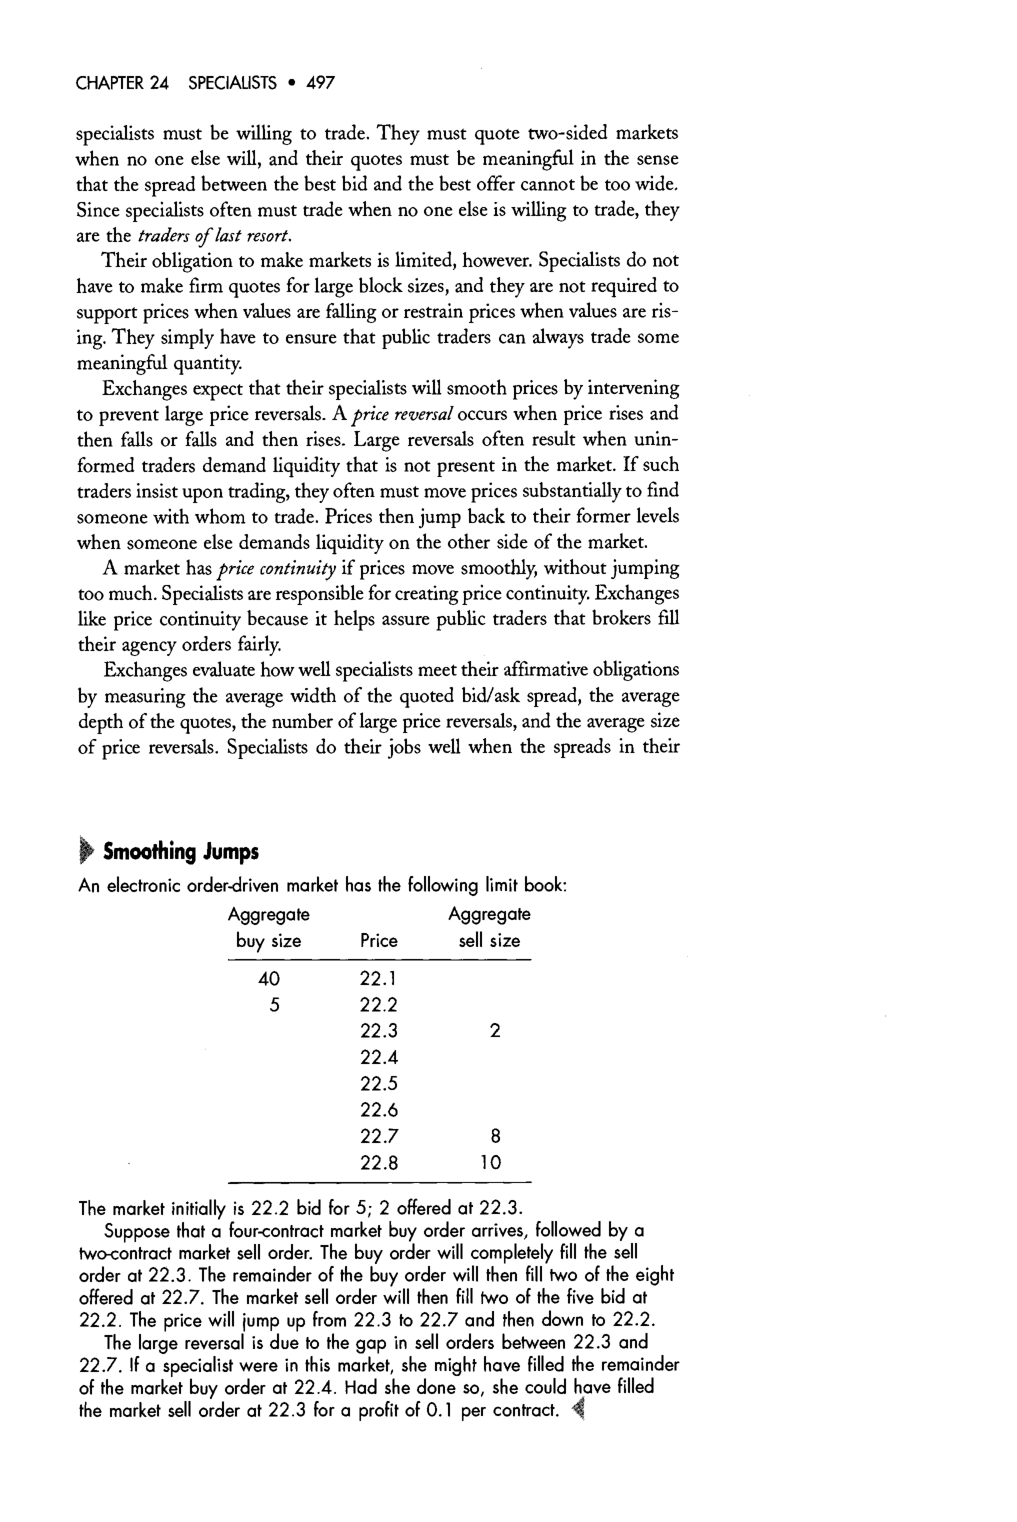 CHAPTER 24 SPECIALISTS • 497
specialists must be willing to trade. They must quote two-sided markets
when no one else will, and their quotes must be meaningful in the sense
that the spread between the best bid and the best offer cannot be too wide.
Since specialists often must trade when no one else is willing to trade, they
are the traders of last resort.
Their obligation to make markets is limited, however. Specialists do not
have to make firm quotes for large block sizes, and they are not required to
support prices when values are falling or restrain prices when values are ris-
ing. They simply have to ensure that public traders can always trade some
meaningful quantity.
Exchanges expect that their specialists will smooth prices by intervening
to prevent large price reversals. A price reversal occurs when price rises and
then falls or falls and then rises. Large reversals often result when unin-
formed traders demand liquidity that is not present in the market. If such
traders insist upon trading, they often must move prices substantially to find
someone with whom to trade. Prices then jump back to their former levels
when someone else demands liquidity on the other side of the market.
A market has price continuity if prices move smoothly, without jumping
too much. Specialists are responsible for creating price continuity. Exchanges
like price continuity because it helps assure public traders that brokers fill
their agency orders fairly.
Exchanges evaluate how well specialists meet their affirmative obligations
by measuring the average width of the quoted bid/ask spread, the average
depth of the quotes, the number of large price reversals, and the average size
of price reversals. Specialists do their jobs well when the spreads in their
Smoothing Jumps
An electronic order-driven market has the following limit book:
Aggregate Aggregate
buy size Price sell size
40 22.1
5 22.2
22.3 2
22.4
22.5
22.6
22.7 8
22.8 10
The market initially is 22.2 bid for 5; 2 offered at 22.3.
Suppose that a four-contract market buy order arrives, followed by a
two-contract market sell order. The buy order will completely fill the sell
order at 22.3. The remainder of the buy order will then fill two of the eight
offered at 22.7. The market sell order will then fill two of the five bid at
22.2. The price will jump up from 22.3 to 22.7 and then down to 22.2.
The large reversal is due to the gap in sell orders between 22.3 and
22.7. If a specialist were in this market, she might have filled the remainder
of the market buy order at 22.4. Had she done so, she could have filled
the market sell order at 22.3 for a profit of 0.1 per contract.